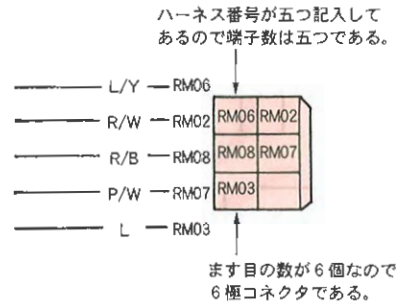 ハーネス番号が五つ記入して
あるので端子数は五つである。
L/Y RM06
R/W RM02
R/B RM08
P/W RM07
L RM03
RM06 RM02
RM08 RM07
RM03
ます目の数が6個なので
6極コネクタである。